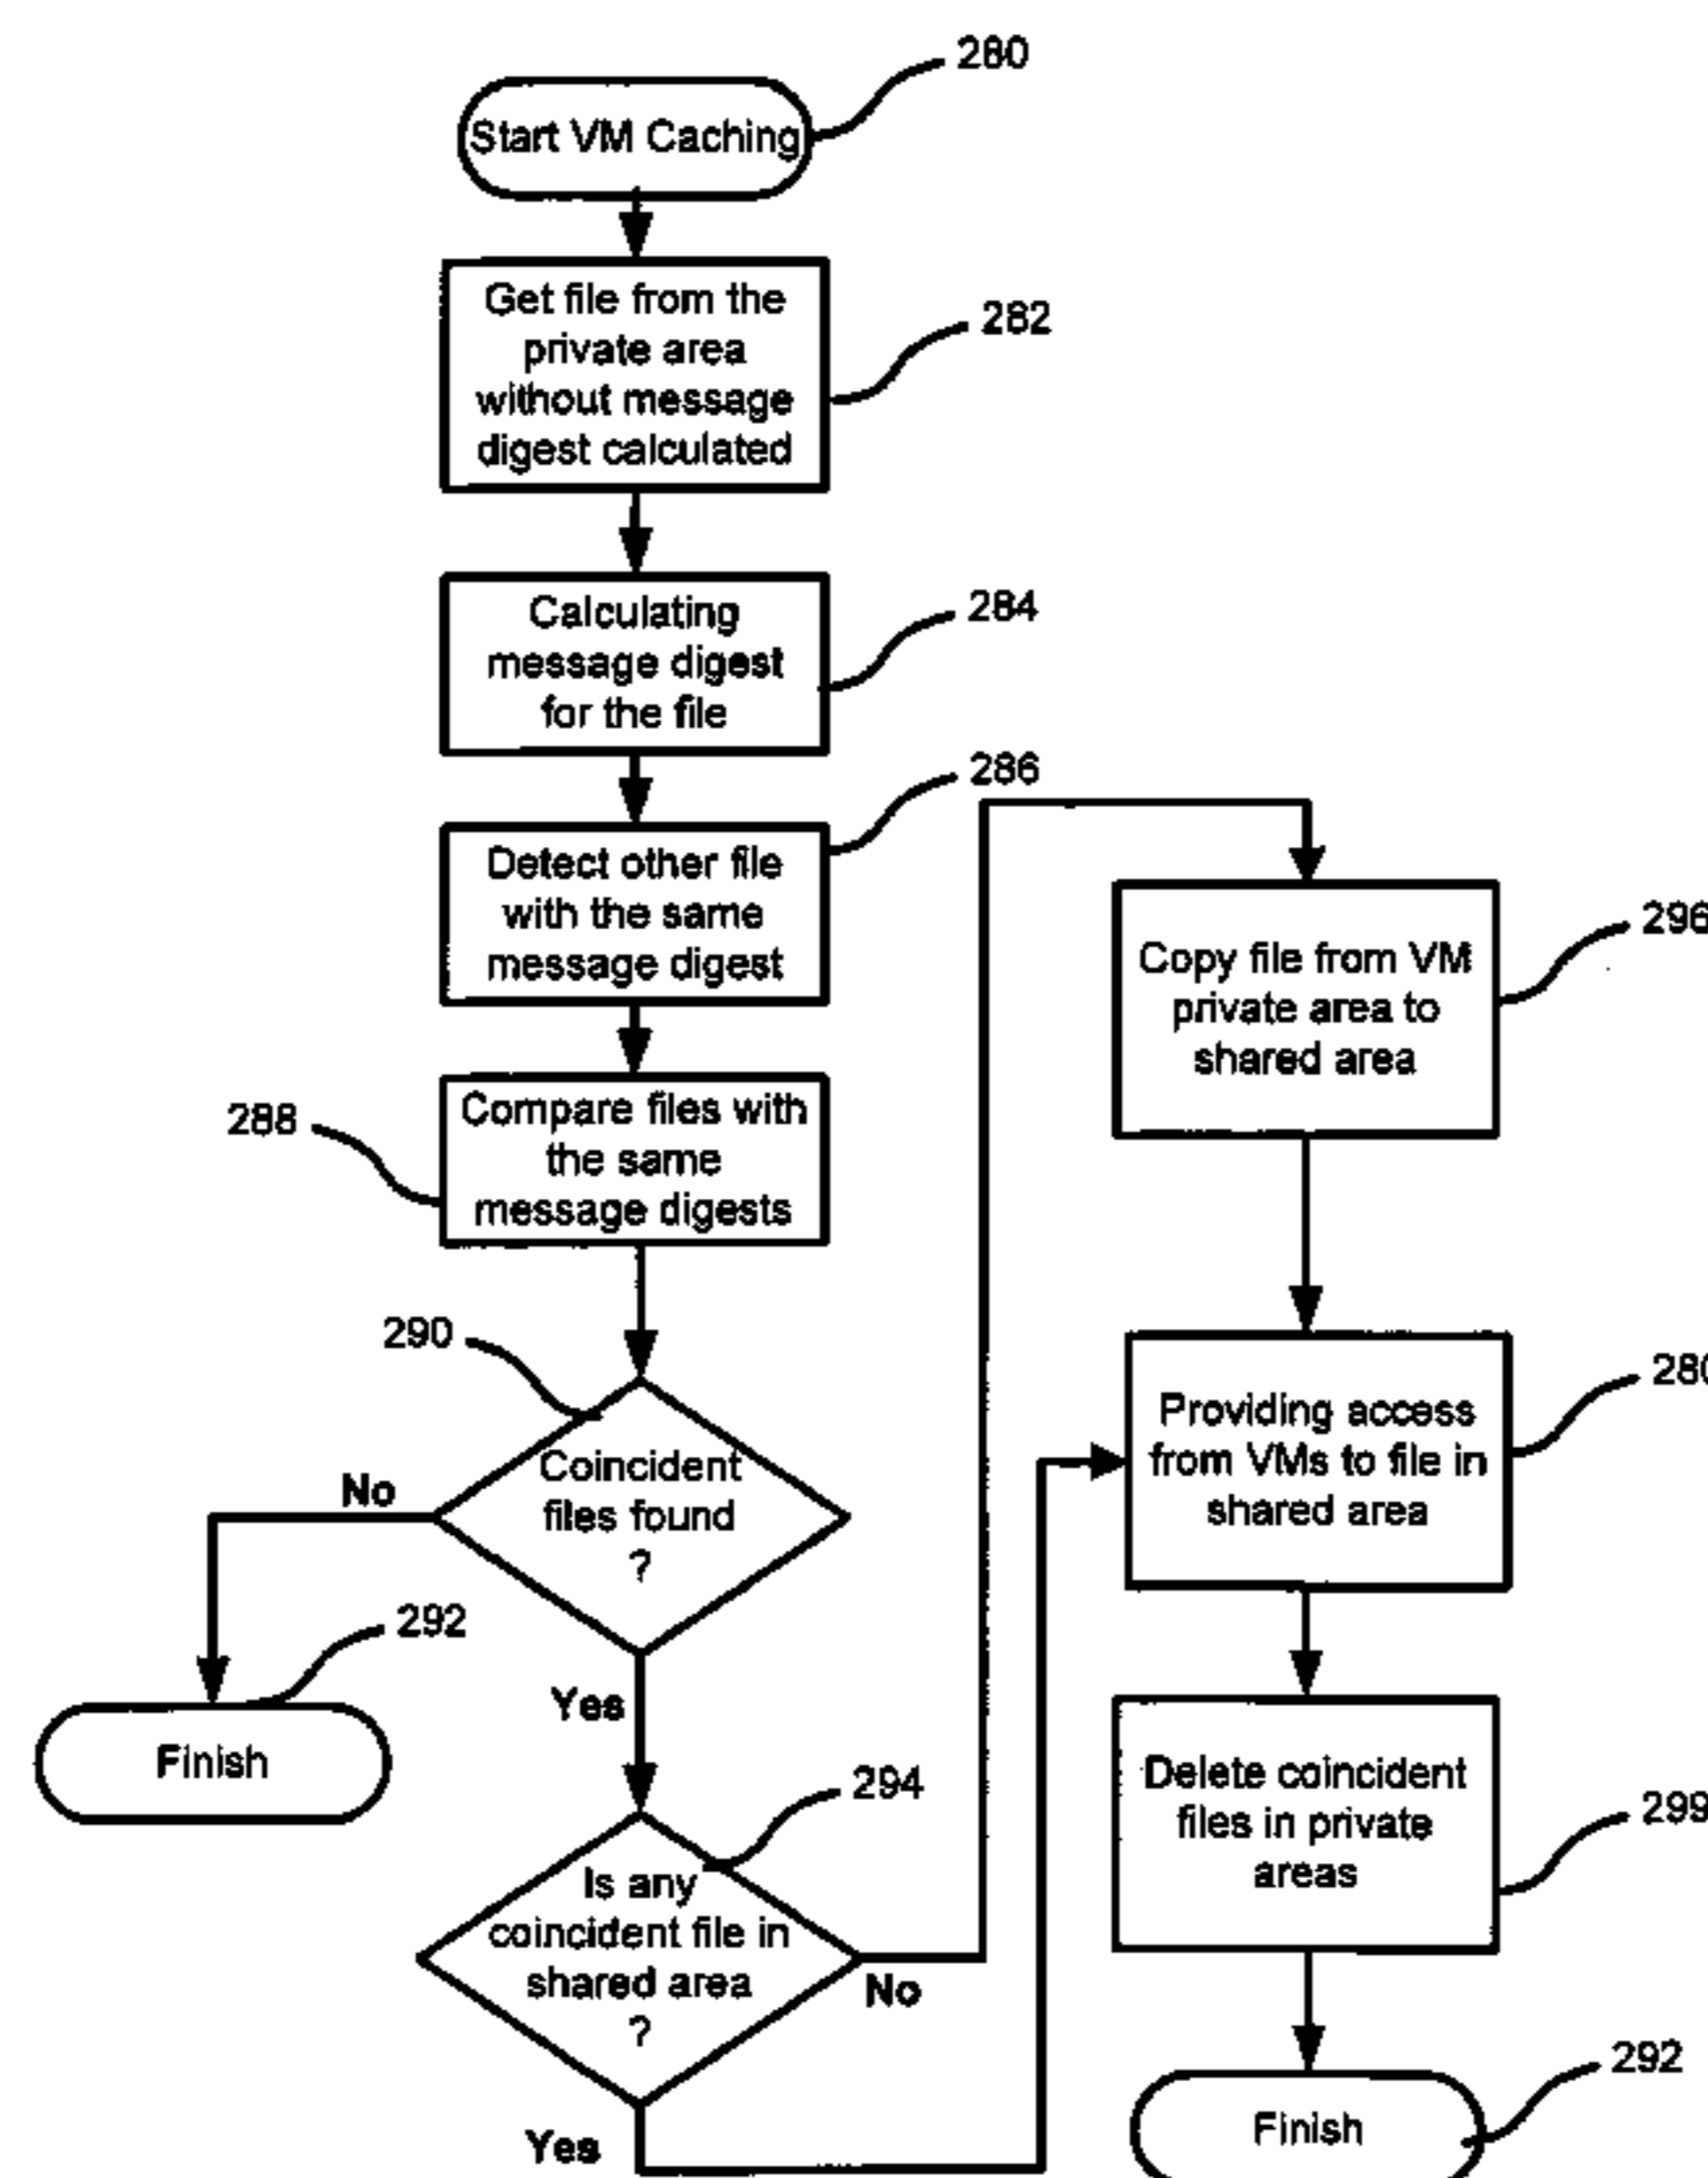 280
Start VM Caching
Get file from the
private area
without message
digest calculated
282
Calculating
message digest
for the file
284
286
Detect other file
with the same
message digest
288
Compare files with
the same
message digests
290
Coincident
files found
?
No
292
Finish
Yes
294
Is any
coincident file in
shared area
?
No
Yes
296
Copy file from VM
private area to
shared area
280
Providing access
from VMs to file in
shared area
Delete coincident
files in private
areas
299
292
Finish